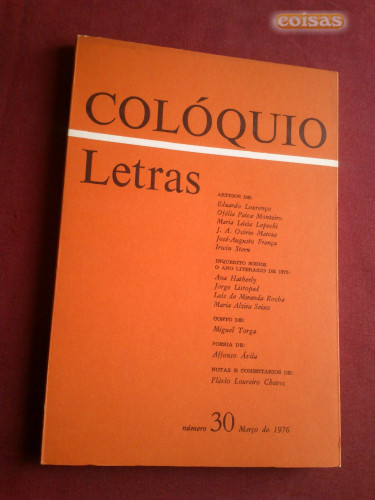 coisas
COLÓQUIO
Letras
ARTIGOS DE:
Eduardo Lourenço
Ofélia Paiva Monteiro
Maria Lúcia Lepecki
J. A. Osório Mateus
José-Augusto França
Irwin Stern
INQUÉRITO SOBRE
O ANO LITERÁRIO DE 1975:
Ana Hatherly
Jorge Listopad
Luís de Miranda Rocha
Maria Alzira Seixo
CONTO DE:
Miguel Torga
POESIA DE:
Affonso Ávila
NOTAS E COMENTÁRIOS DE:
Flávio Loureiro Chaves
número 30 Março de 1976